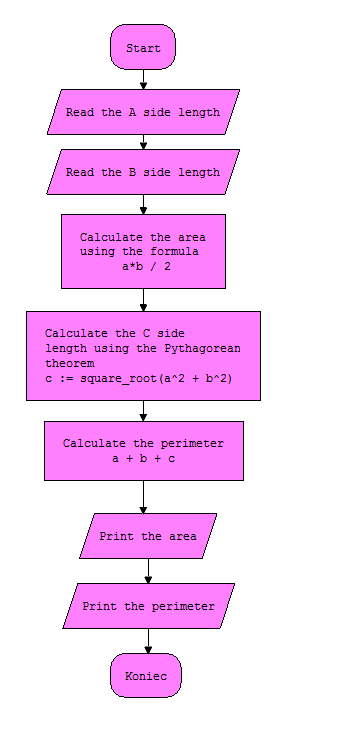 Start
Read the A side length
Read the B side length
Calculate the area
using the formula
a*b / 2
Calculate the C side
length using the Pythagorean
theorem
c := square_root(a^2 + b^2)
Calculate the perimeter
a + b + c
Print the area
Print the perimeter
Koniec